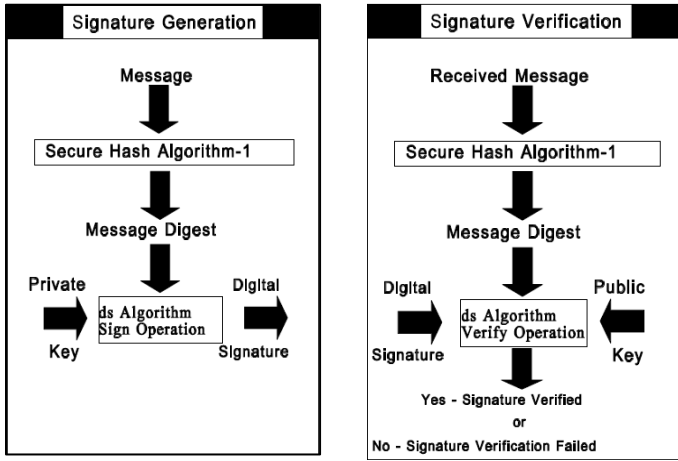 Signature Generation
Message
Secure Hash Algorithm-1
Message Digest
Private
Key
ds Algorithm
Sign Operation
Digital
Signature
Signature Verification
Received Message
Secure Hash Algorithm-1
Message Digest
Digital
Signature
ds Algorithm
Verify Operation
Public
Key
Yes - Signature Verified
or
No - Signature Verification Failed